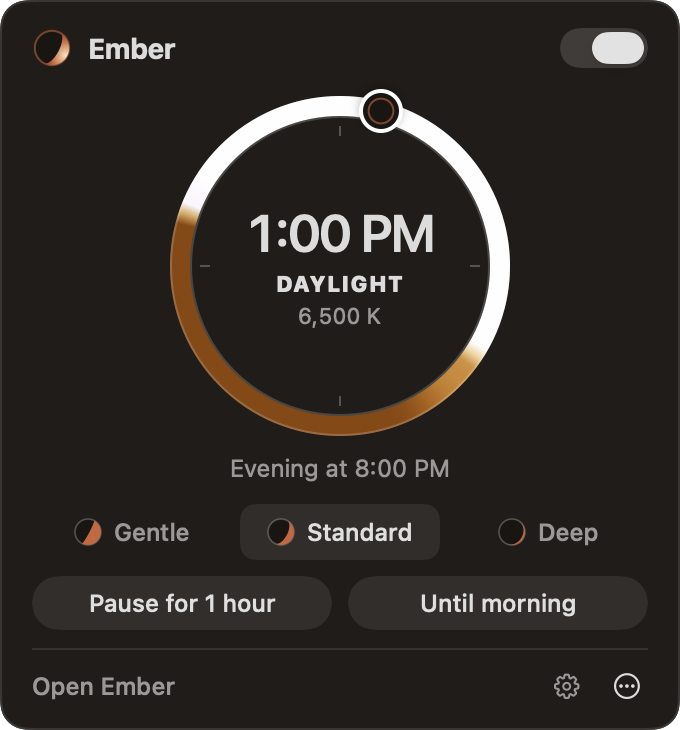 Ember
1:00 PM
DAYLIGHT
6,500 K
Evening at 8:00 PM
Gentle
Standard
Deep
Pause for 1 hour
Until morning
Open Ember